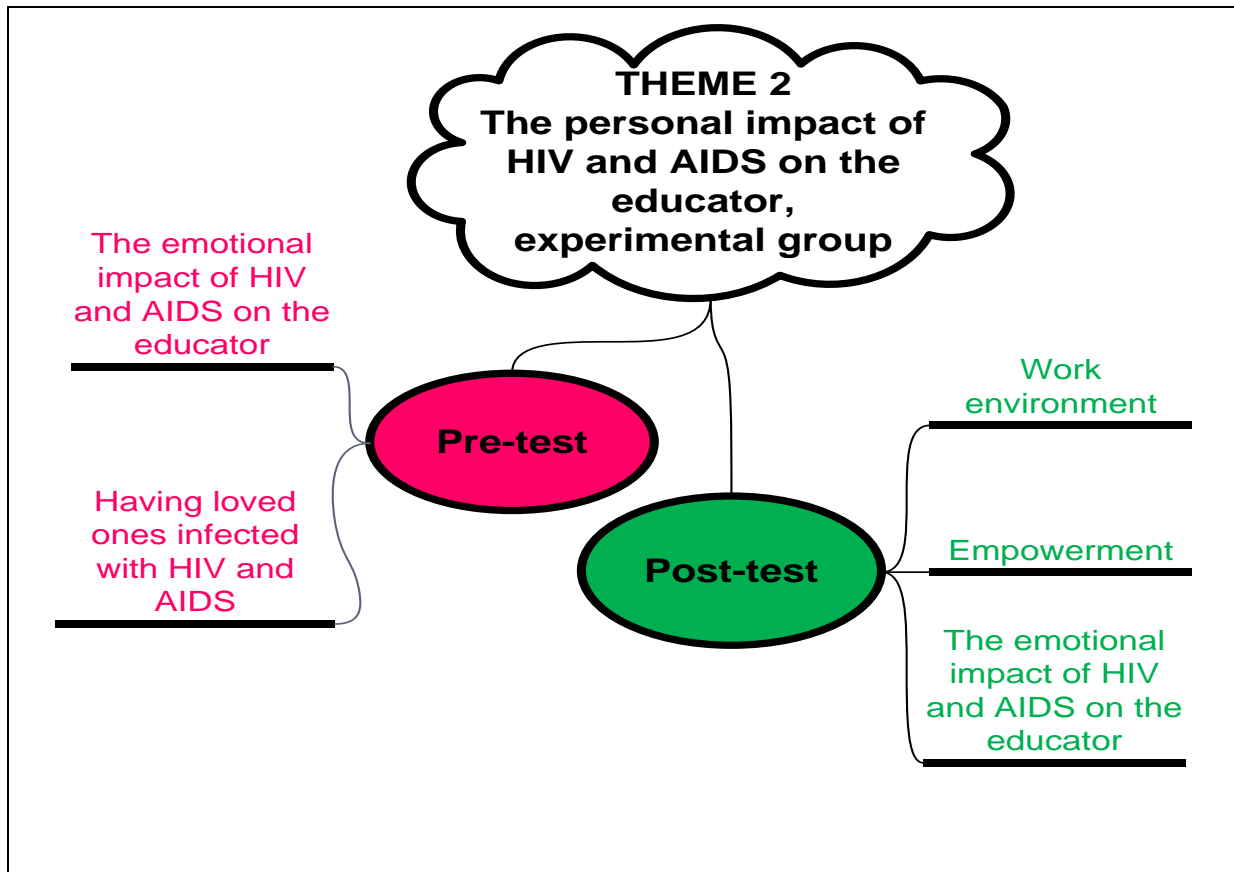 THEME 2
The personal impact of
HIV and AIDS on the
educator,
experimental group
The emotional
impact of HIV
and AIDS on the
educator
Pre-test
Having loved
ones infected
with HIV and
AIDS
Post-test
Work
environment
Empowerment
The emotional
impact of HIV
and AIDS on the
educator